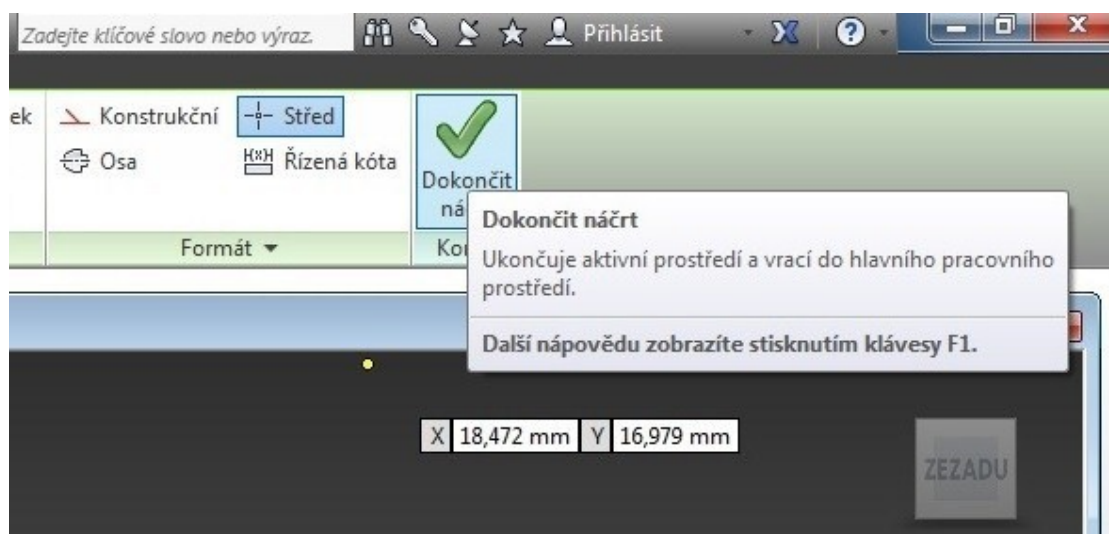 Zadejte klíčové slovo nebo výraz.
Přihlásit
ek
Konstrukční
Střed
Osa
Řízená kóta
Dokončit
ná
Formát
Ko
Dokončit náčrt
Ukončuje aktivní prostředí a vrací do hlavního pracovního
prostředí.
Další nápovědu zobrazíte stisknutím klávesy F1.
X 18,472 mm Y 16,979 mm
ZEZADU